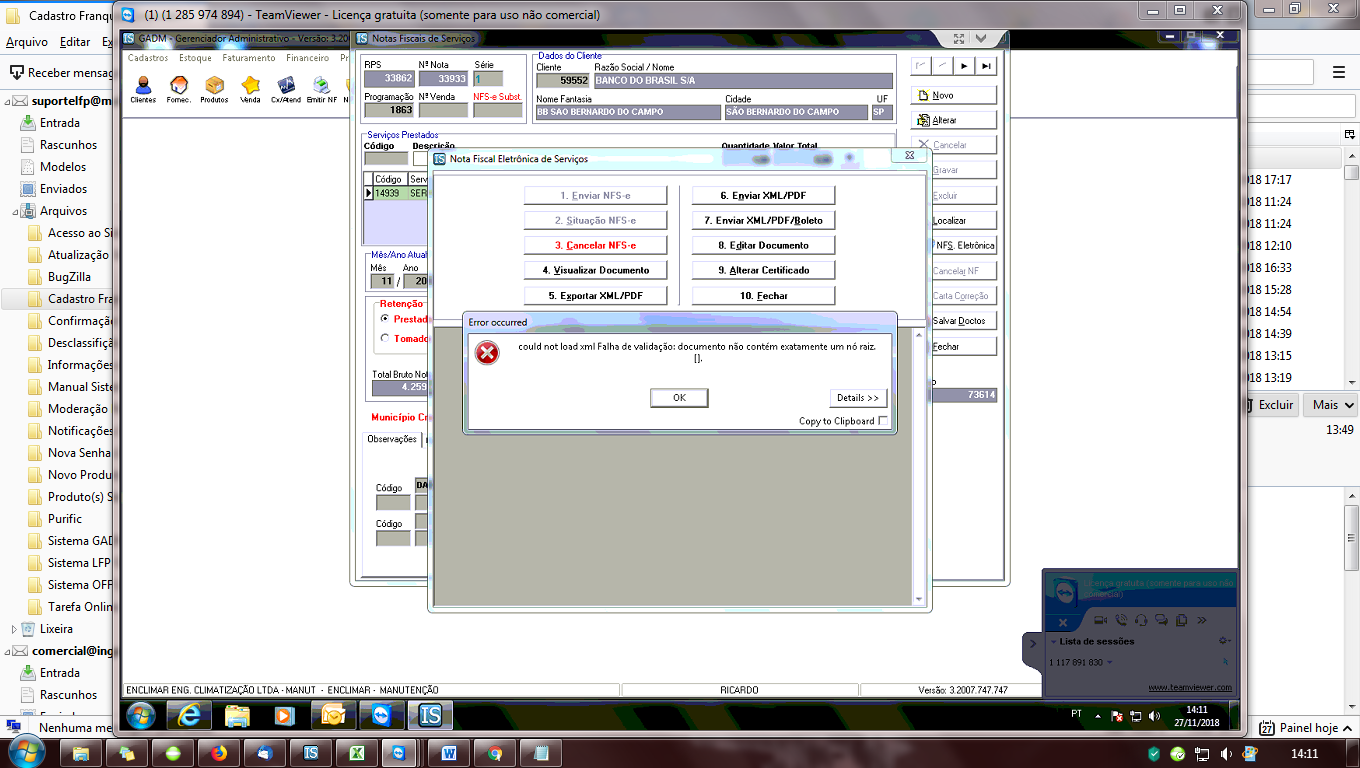 Cadastro Franqu
(1) (1 285 974 894) - TeamViewer - Licença gratuita (somente para uso não comercial)
Arquivo Editar
Receber mensag
suportelfp@m
Entrada
Rascunhos
Modelos
Enviados
Arquivos
Acesso ao Si
Atualização
BugZilla
Cadastro Fra
Confirmação
Desclassifiçã
Informações
Manual Siste
Moderação
Notificações
Nova Senha
Novo Produ
Produto(s) S
Purific
Sistema GAD
Sistema LFP
Sistema OFF
Tarefa Onlin
Lixeira
comercial@ing
Entrada
Rascunhos
Nenhuma me
GADM - Gerenciador Administrativo - Versão: 3.200
Cadastros Estoque Faturamento Financeiro Pr
Clientes Fornec. Produtos Venda Cx/Atend Emitir NF N
Notas Fiscais de Serviços
RPS Nº Nota Série
33862 33933 1
Programação Nº Venda NFS-e Subst.
1863
Dados do Cliente
Cliente Razão Social / Nome
59552 BANCO DO BRASIL S/A
Nome Fantasia Cidade UF
BB SAO BERNARDO DO CAMPO SÃO BERNARDO DO CAMPO SP
Serviços Prestados
Código Descrição Quantidade Valor Total
Código Serv
14939 SER
Mês/Ano Atual
Mês Ano
11 / 20
Retenção
Prestad
Tomado
Total Bruto Not
4.259
Município Cr
Observações
Código DA
Código
Novo
Alterar
Cancelar
Gravar
Excluir
Localizar
NFS. Eletrônica
Cancelar NF
Carta Correção
Salvar Doctos
Fechar
73614
Nota Fiscal Eletrônica de Serviços
1. Enviar NFS-e
2. Situação NFS-e
3. Cancelar NFS-e
4. Visualizar Documento
5. Exportar XML/PDF
6. Enviar XML/PDF
7. Enviar XML/PDF/Boleto
8. Editar Documento
9. Alterar Certificado
10. Fechar
Error occurred
could not load xml Falha de validação: documento não contém exatamente um nó raiz.
[].
OK
Details >>
Copy to Clipboard
018 17:17
018 11:24
018 11:24
018 12:10
018 16:33
018 15:28
018 14:54
018 14:39
018 13:15
018 13:19
Excluir Mais
13:49
Licença gratuita (somente para uso não
comercial)
Lista de sessões
1 117 891 830
www.teamviewer.com
ENCLIMAR ENG. CLIMATIZAÇÃO LTDA - MANUT - ENCLIMAR - MANUTENÇÃO
RICARDO
Versão: 3.2007.747.747
PT
14:11
27/11/2018
Painel hoje
14:11